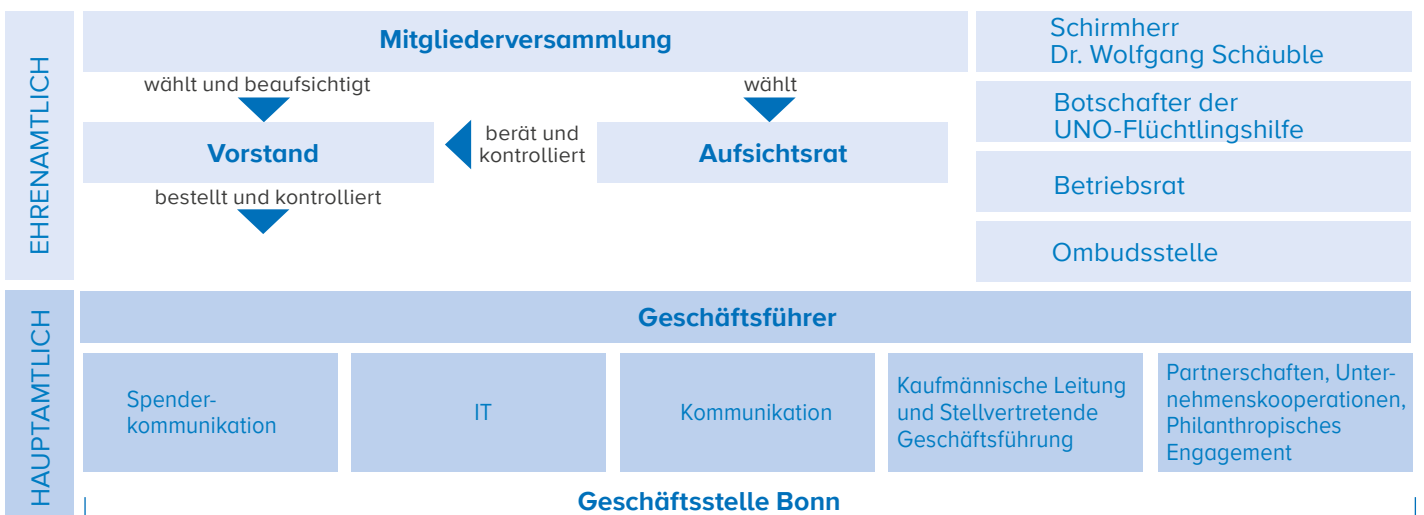 EHRENAMTLICH
Mitgliederversammlung
wählt und beaufsichtigt
wählt
Vorstand
berät und
kontrolliert
Aufsichtsrat
bestellt und kontrolliert
Schirmherr
Dr. Wolfgang Schäuble
Botschafter der
UNO-Flüchtlingshilfe
Betriebsrat
Ombudsstelle
HAUPTAMTLICH
Geschäftsführer
Spender-
kommunikation
IT
Kommunikation
Kaufmännische Leitung
und Stellvertretende
Geschäftsführung
Partnerschaften, Unter-
nehmenskooperationen,
Philanthropisches
Engagement
Geschäftsstelle Bonn